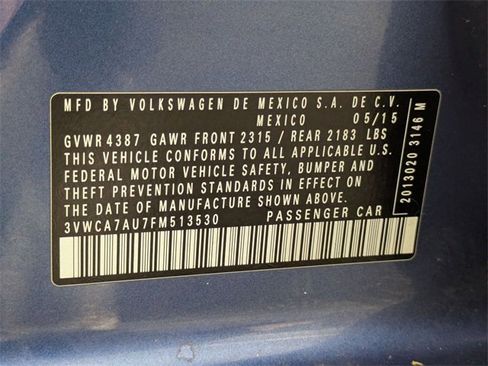 MFD BY VOLKSWAGEN DE MEXICO S.A. DE C.V.
MEXICO 05/15
GVWR 4387 GAWR FRONT 2315 / REAR 2183 LBS
THIS VEHICLE CONFORMS TO ALL APPLICABLE U.S.
FEDERAL MOTOR VEHICLE SAFETY, BUMPER AND
THEFT PREVENTION STANDARDS IN EFFECT ON
THE DATE OF MANUFACTURE SHOWN ABOVE.
3VWCA7AU7FM513530 PASSENGER CAR
2013020 3146 M